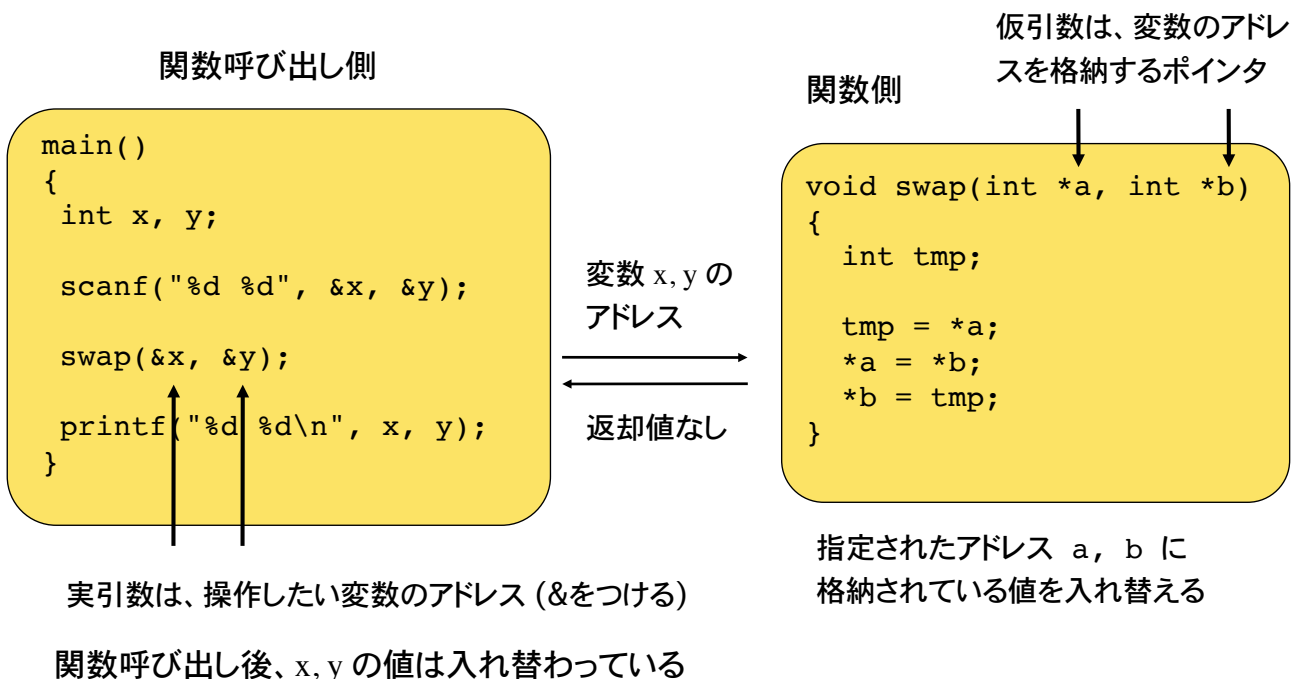 関数呼び出し側
main()
{
int x, y;
scanf("%d %d", &x, &y);
swap(&x, &y);
printf("%d %d\n", x, y);
}
実引数は、操作したい変数のアドレス (&をつける)
関数呼び出し後、x, y の値は入れ替わっている
変数 x, y の
アドレス
返却値なし
仮引数は、変数のアドレ
スを格納するポインタ
関数側
void swap(int *a, int *b)
{
int tmp;
tmp = *a;
*a = *b;
*b = tmp;
}
指定されたアドレス a, b に
格納されている値を入れ替える